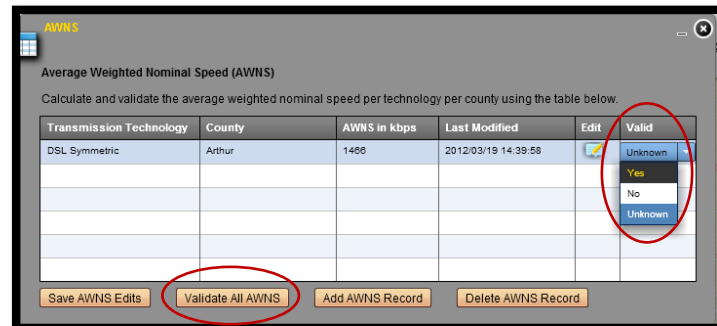 AWNS
Average Weighted Nominal Speed (AWNS)
Calculate and validate the average weighted nominal speed per technology per county using the table below.
Transmission Technology County AWNS in kbps Last Modified Edit Valid
DSL Symmetric Arthur 1466 2012/03/19 14:39:58 Unknown
Yes
No
Unknown
Save AWNS Edits Validate All AWNS Add AWNS Record Delete AWNS Record